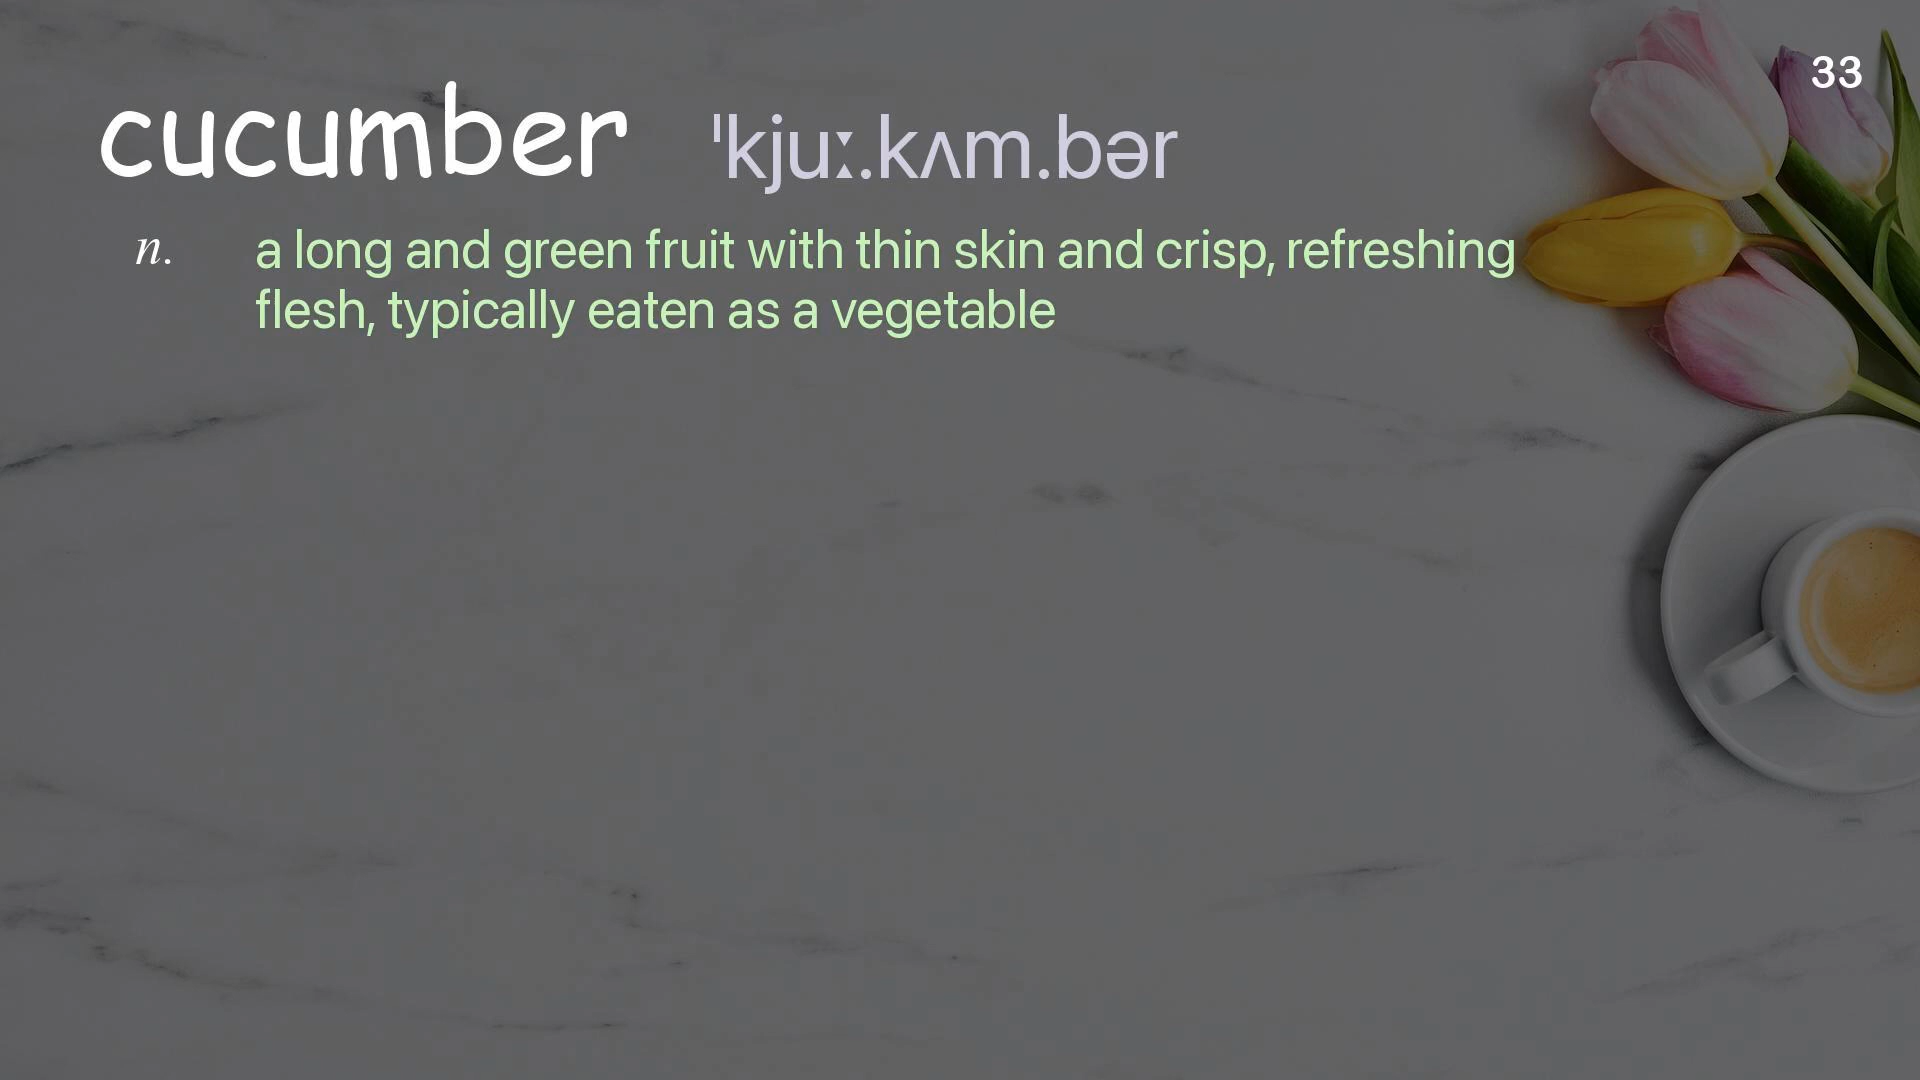 33
cucumber ˈkjuː.kʌm.bər
n. a long and green fruit with thin skin and crisp, refreshing
flesh, typically eaten as a vegetable